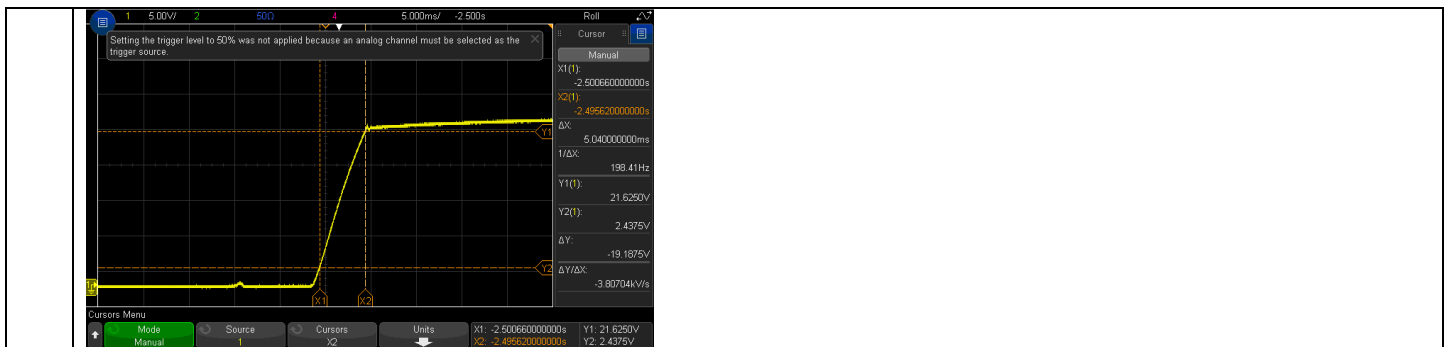 1 5.00V/ 2 50Ω 4 5.000ms/ -2.500s Roll
Setting the trigger level to 50% was not applied because an analog channel must be selected as the
trigger source.
Cursor
Manual
X1(1):
-2.500660000000s
X2(1):
-2.495620000000s
ΔX:
5.040000000ms
1/ΔX:
198.41Hz
Y1(1):
21.6250V
Y2(1):
2.4375V
ΔY:
-19.1875V
ΔY/ΔX:
-3.80704kV/s
Y1
Y2
X1 X2
Cursors Menu
Mode
Manual
Source
1
Cursors
X2
Units
X1: -2.500660000000s Y1: 21.6250V
X2: -2.495620000000s Y2: 2.4375V